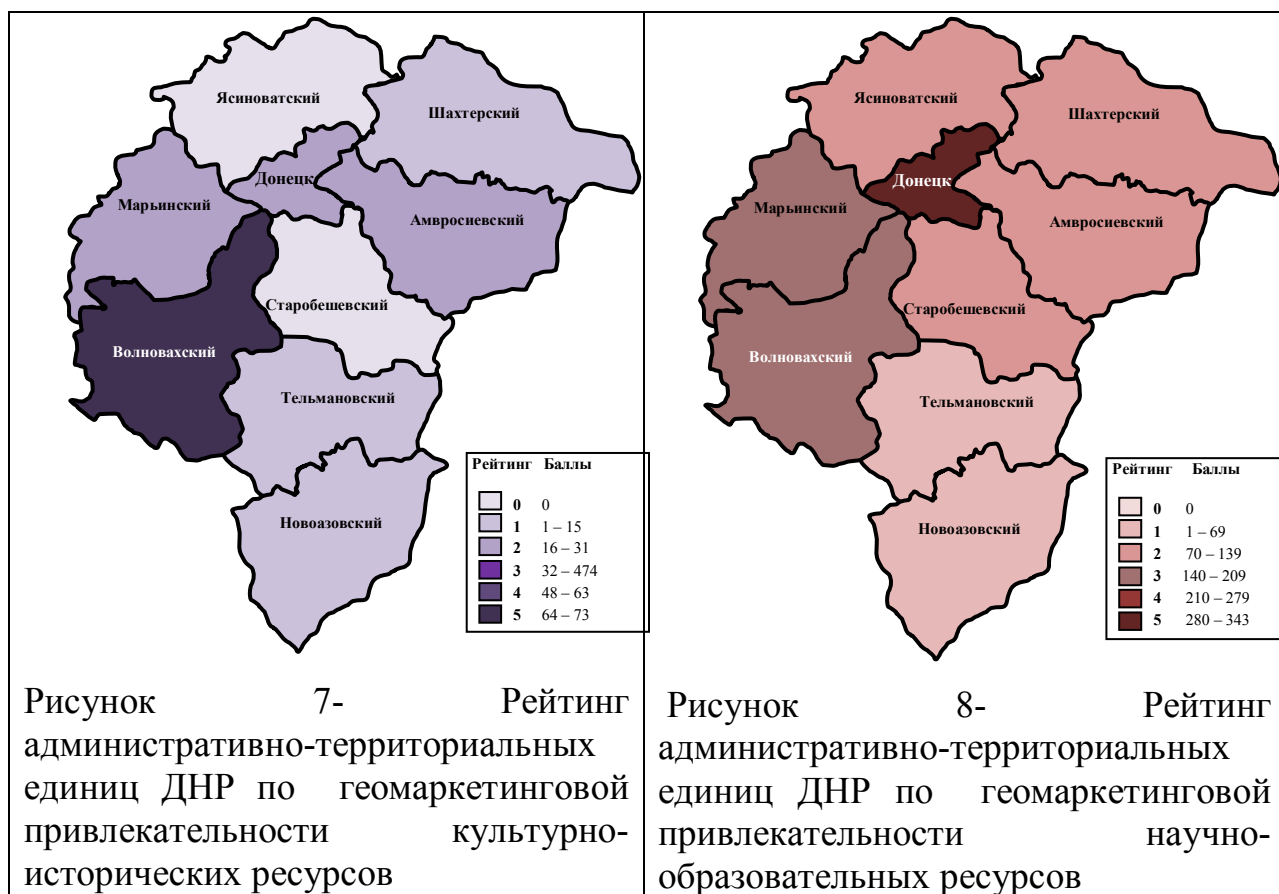 Ясиноватский
Шахтерский
Донецк
Марьинский
Амвросиевский
Старобешевский
Волновахский
Тельмановский
Новоазовский
Рейтинг Баллы
0 0
1 1 – 15
2 16 – 31
3 32 – 474
4 48 – 63
5 64 – 73
Рисунок 7- Рейтинг
административно-территориальных
единиц ДНР по геомаркетинговой
привлекательности культурно-
исторических ресурсов
Ясиноватский
Шахтерский
Донецк
Марьинский
Амвросиевский
Старобешевский
Волновахский
Тельмановский
Новоазовский
Рейтинг Баллы
0 0
1 1 – 69
2 70 – 139
3 140 – 209
4 210 – 279
5 280 – 343
Рисунок 8- Рейтинг
административно-территориальных
единиц ДНР по геомаркетинговой
привлекательности научно-
образовательных ресурсов